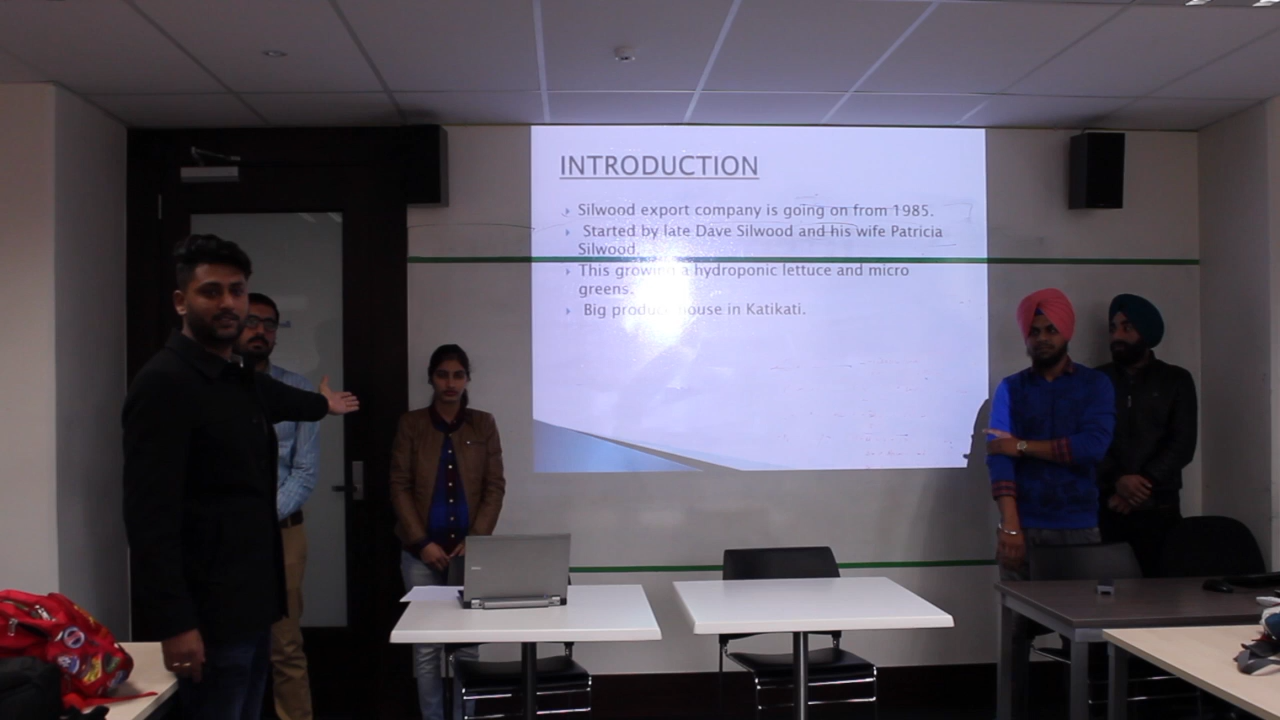 INTRODUCTION
Silwood export company is going on from 1985.
Started by late Dave Silwood and his wife Patricia
Silwood.
This growing a hydroponic lettuce and micro
greens.
Big produce house in Katikati.